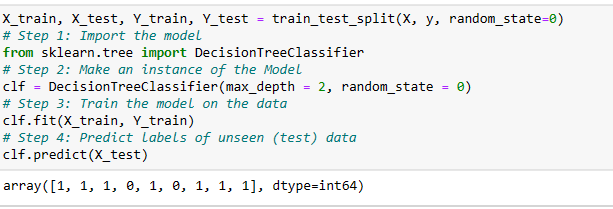 X_train, X_test, Y_train, Y_test = train_test_split(X, y, random_state=0)
# Step 1: Import the model
from sklearn.tree import DecisionTreeClassifier
# Step 2: Make an instance of the Model
clf = DecisionTreeClassifier(max_depth = 2, random_state = 0)
# Step 3: Train the model on the data
clf.fit(X_train, Y_train)
# Step 4: Predict labels of unseen (test) data
clf.predict(X_test)
array([1, 1, 1, 0, 1, 0, 1, 1, 1], dtype=int64)